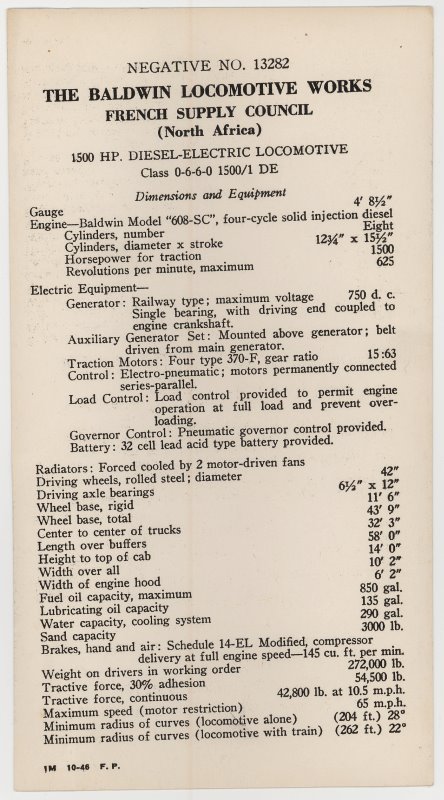 NEGATIVE NO. 13282
THE BALDWIN LOCOMOTIVE WORKS
FRENCH SUPPLY COUNCIL
(North Africa)
1500 HP. DIESEL-ELECTRIC LOCOMOTIVE
Class 0-6-6-0 1500/1 DE
Dimensions and Equipment
Gauge 4' 8½"
Engine—Baldwin Model "608-SC", four-cycle solid injection diesel
Cylinders, number Eight
Cylinders, diameter x stroke 12¾" x 15½"
Horsepower for traction 1500
Revolutions per minute, maximum 625
Electric Equipment—
Generator: Railway type; maximum voltage 750 d. c.
Single bearing, with driving end coupled to
engine crankshaft.
Auxiliary Generator Set: Mounted above generator; belt
driven from main generator.
Traction Motors: Four type 370-F, gear ratio 15:63
Control: Electro-pneumatic; motors permanently connected
series-parallel.
Load Control: Load control provided to permit engine
operation at full load and prevent over-
loading.
Governor Control: Pneumatic governor control provided.
Battery: 32 cell lead acid type battery provided.
Radiators: Forced cooled by 2 motor-driven fans
Driving wheels, rolled steel; diameter 42"
Driving axle bearings 6½" x 12"
Wheel base, rigid 11' 6"
Wheel base, total 43' 9"
Center to center of trucks 32' 3"
Length over buffers 58' 0"
Height to top of cab 14' 0"
Width over all 10' 2"
Width of engine hood 6' 2"
Fuel oil capacity, maximum 850 gal.
Lubricating oil capacity 135 gal.
Water capacity, cooling system 290 gal.
Sand capacity 3000 lb.
Brakes, hand and air: Schedule 14-EL Modified, compressor
delivery at full engine speed—145 cu. ft. per min.
Weight on drivers in working order 272,000 lb.
Tractive force, 30% adhesion 54,500 lb.
Tractive force, continuous 42,800 lb. at 10.5 m.p.h.
Maximum speed (motor restriction) 65 m.p.h.
Minimum radius of curves (locomotive alone) (204 ft.) 28°
Minimum radius of curves (locomotive with train) (262 ft.) 22°
1M 10-46 F. P.